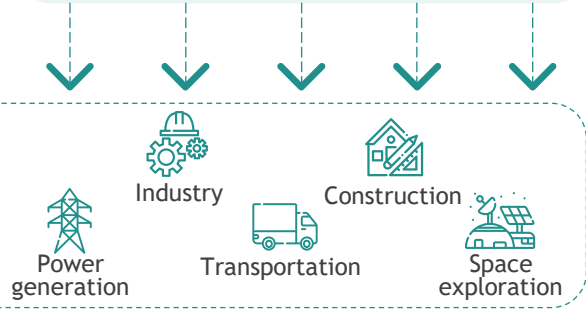 Industry
Construction
Power
generation
Transportation
Space
exploration